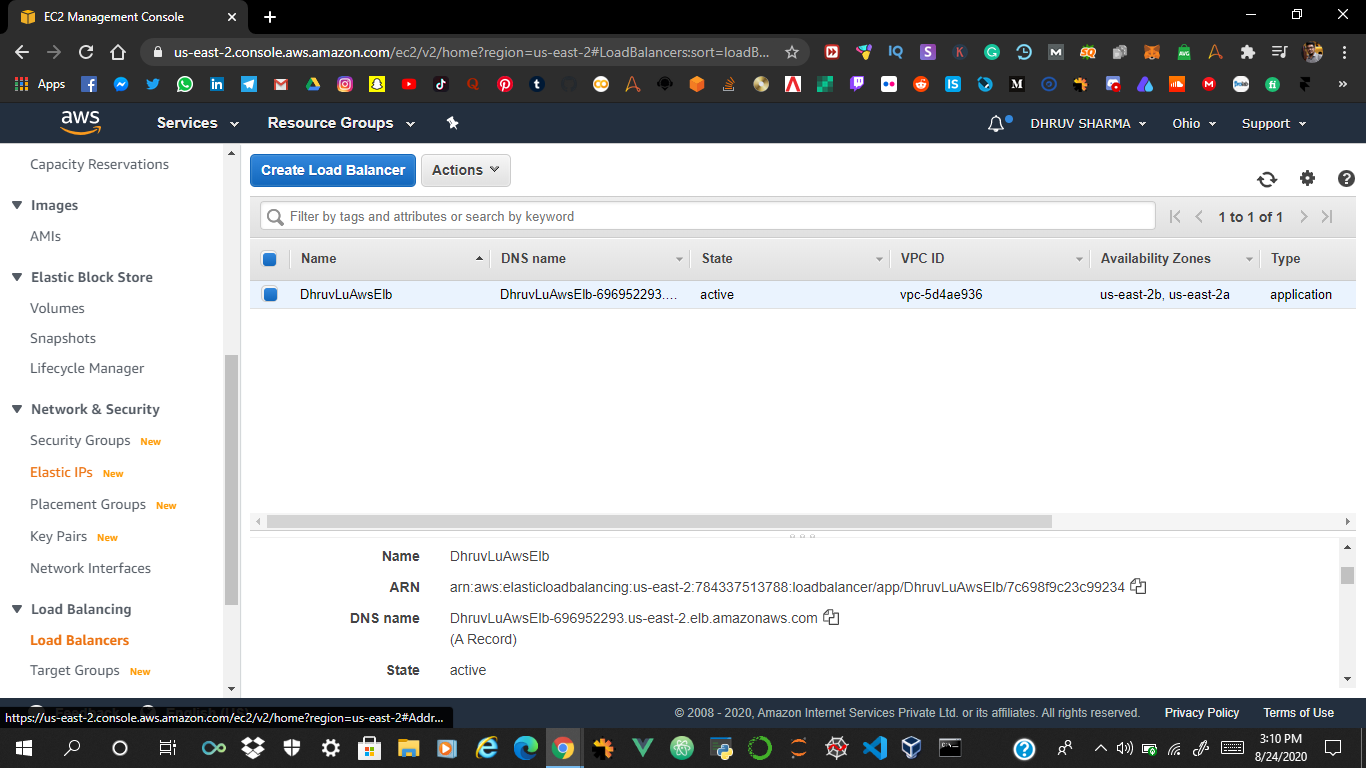 EC2 Management Console
us-east-2.console.aws.amazon.com/ec2/v2/home?region=us-east-2#LoadBalancers:sort=loadB...
Apps
aws
Services
Resource Groups
DHRUV SHARMA
Ohio
Support
Capacity Reservations
Images
AMIs
Elastic Block Store
Volumes
Snapshots
Lifecycle Manager
Network & Security
Security Groups New
Elastic IPs New
Placement Groups New
Key Pairs New
Network Interfaces
Load Balancing
Load Balancers
Target Groups New
Create Load Balancer
Actions
Filter by tags and attributes or search by keyword
1 to 1 of 1
Name DNS name State VPC ID Availability Zones Type
DhruvLuAwsElb DhruvLuAwsElb-696952293.... active vpc-5d4ae936 us-east-2b, us-east-2a application
Name DhruvLuAwsElb
ARN arn:aws:elasticloadbalancing:us-east-2:784337513788:loadbalancer/app/DhruvLuAwsElb/7c698f9c23c99234
DNS name DhruvLuAwsElb-696952293.us-east-2.elb.amazonaws.com
(A Record)
State active
https://us-east-2.console.aws.amazon.com/ec2/v2/home?region=us-east-2#Addr...
© 2008 - 2020, Amazon Internet Services Private Ltd. or its affiliates. All rights reserved. Privacy Policy Terms of Use
3:10 PM
8/24/2020